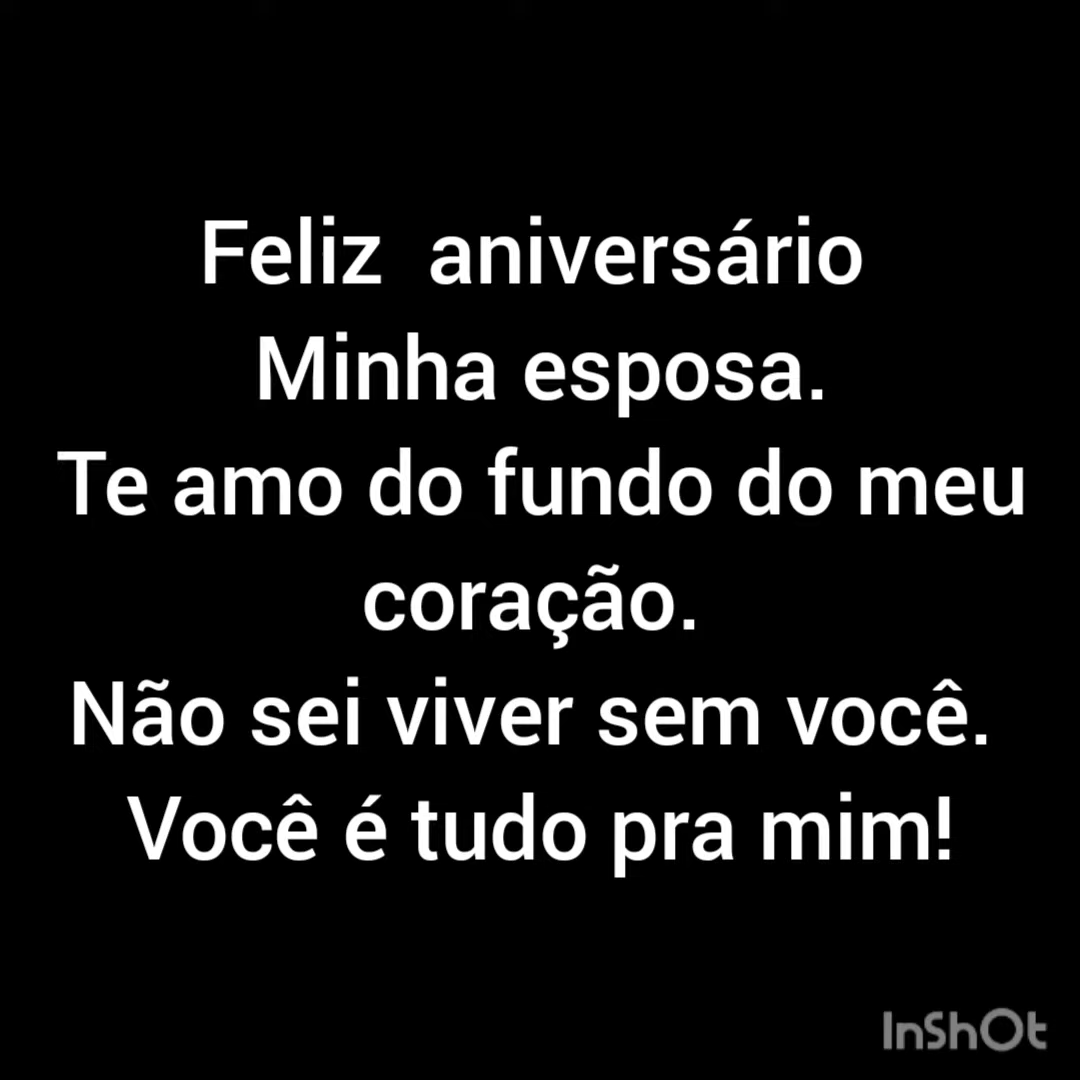 Feliz  aniversário
Minha esposa.
Te amo do fundo do meu
coração.
Não sei viver sem você.
Você é tudo pra mim!
InShOt